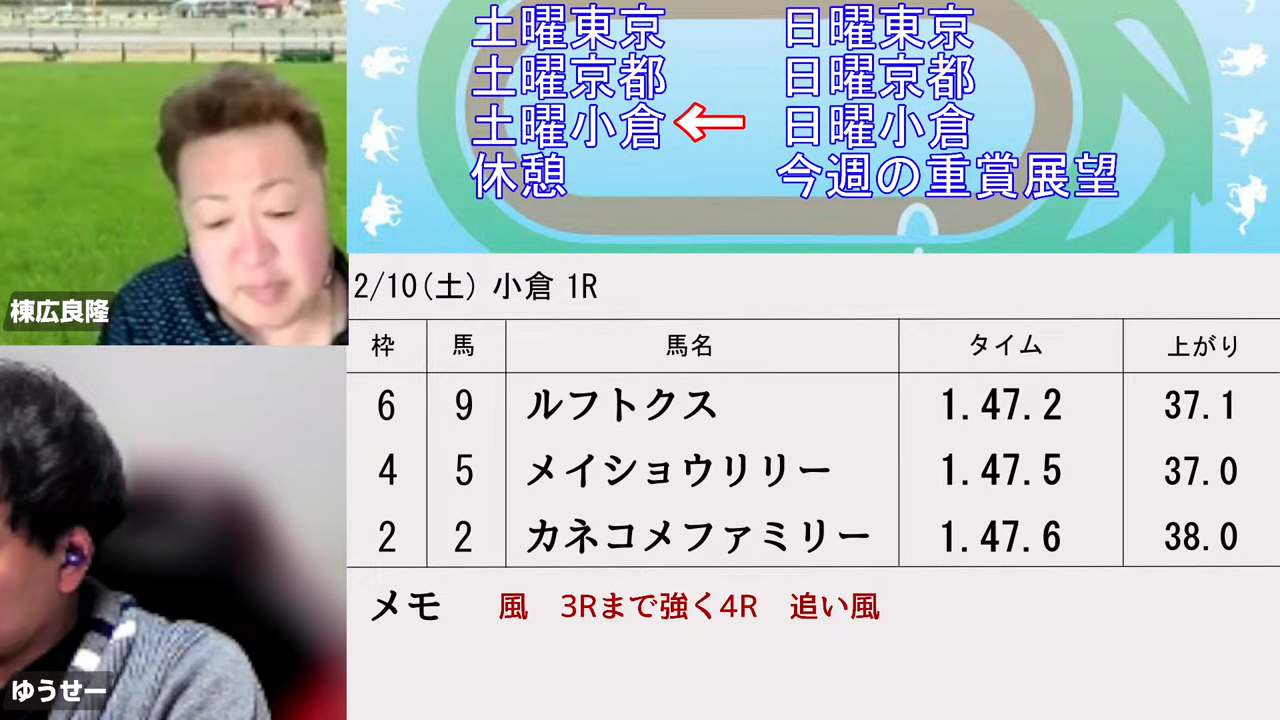 土曜東京 日曜東京
土曜京都 日曜京都
土曜小倉 日曜小倉
休憩 今週の重賞展望
棟広良隆
2/10(土) 小倉 1R
枠 馬 馬名 タイム 上がり
6 9 ルフトクス 1.47.2 37.1
4 5 メイショウリリー 1.47.5 37.0
2 2 カネコメファミリー 1.47.6 38.0
メモ 風 3Rまで強く4R 追い風
ゆうせー